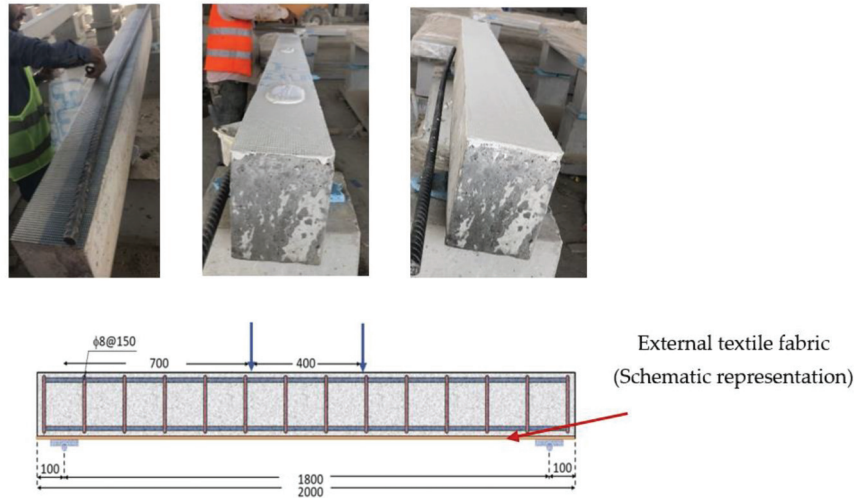 ϕ8@150
700
400
External textile fabric
(Schematic representation)
100
1800
100
2000